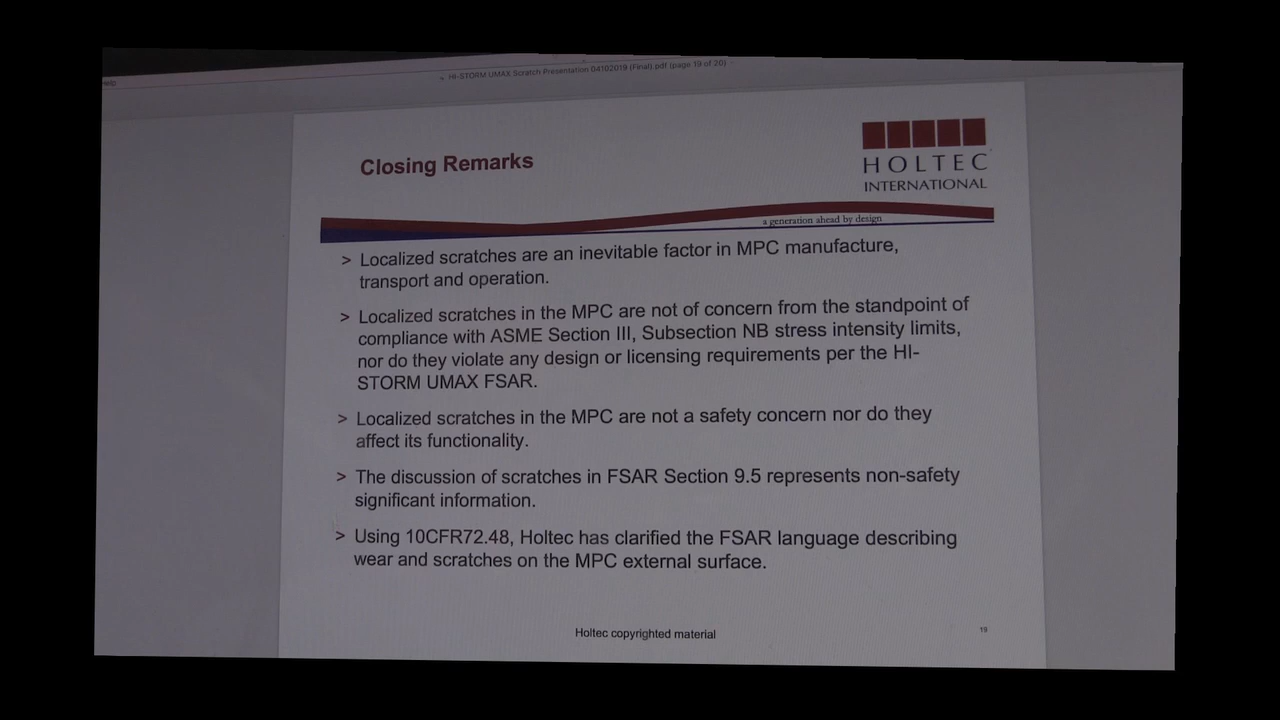 elp
HI-STORM UMAX Scratch Presentation 04102019 (Final).pdf (page 19 of 20)
Closing Remarks
HOLTEC
INTERNATIONAL
a generation ahead by design
> Localized scratches are an inevitable factor in MPC manufacture,
transport and operation.
> Localized scratches in the MPC are not of concern from the standpoint of
compliance with ASME Section III, Subsection NB stress intensity limits,
nor do they violate any design or licensing requirements per the HI-
STORM UMAX FSAR.
> Localized scratches in the MPC are not a safety concern nor do they
affect its functionality.
> The discussion of scratches in FSAR Section 9.5 represents non-safety
significant information.
> Using 10CFR72.48, Holtec has clarified the FSAR language describing
wear and scratches on the MPC external surface.
Holtec copyrighted material
19